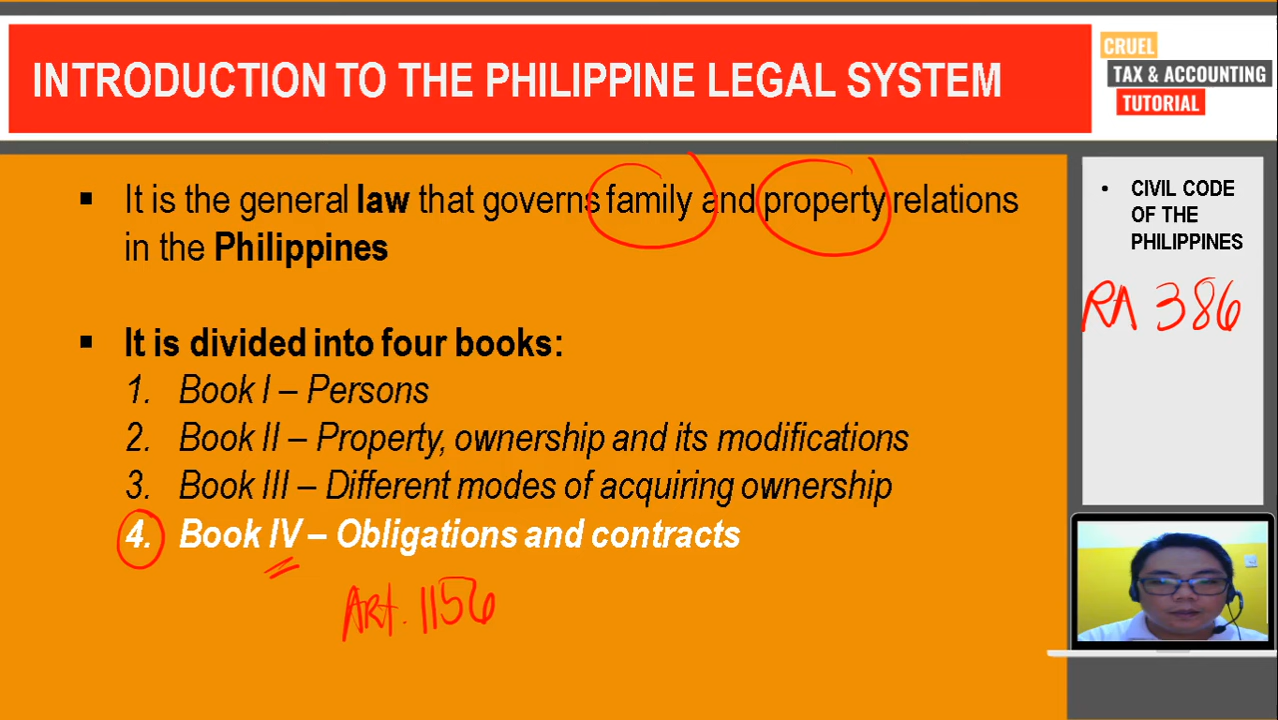 INTRODUCTION TO THE PHILIPPINE LEGAL SYSTEM
CRUEL
TAX & ACCOUNTING
TUTORIAL
▪ It is the general law that governs family and property relations
in the Philippines
▪ It is divided into four books:
1. Book I – Persons
2. Book II – Property, ownership and its modifications
3. Book III – Different modes of acquiring ownership
4. Book IV – Obligations and contracts
Art. 1156
• CIVIL CODE
OF THE
PHILIPPINES
RA 386